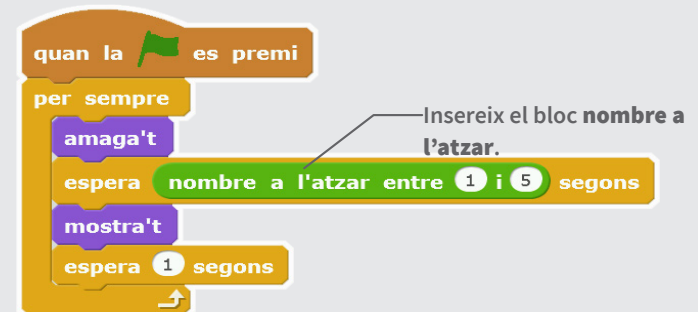 quan la es premi
per sempre
amaga't
Insereix el bloc nombre a
l'atzar.
espera nombre a l'atzar entre 1 i 5 segons
mostra't
espera 1 segons